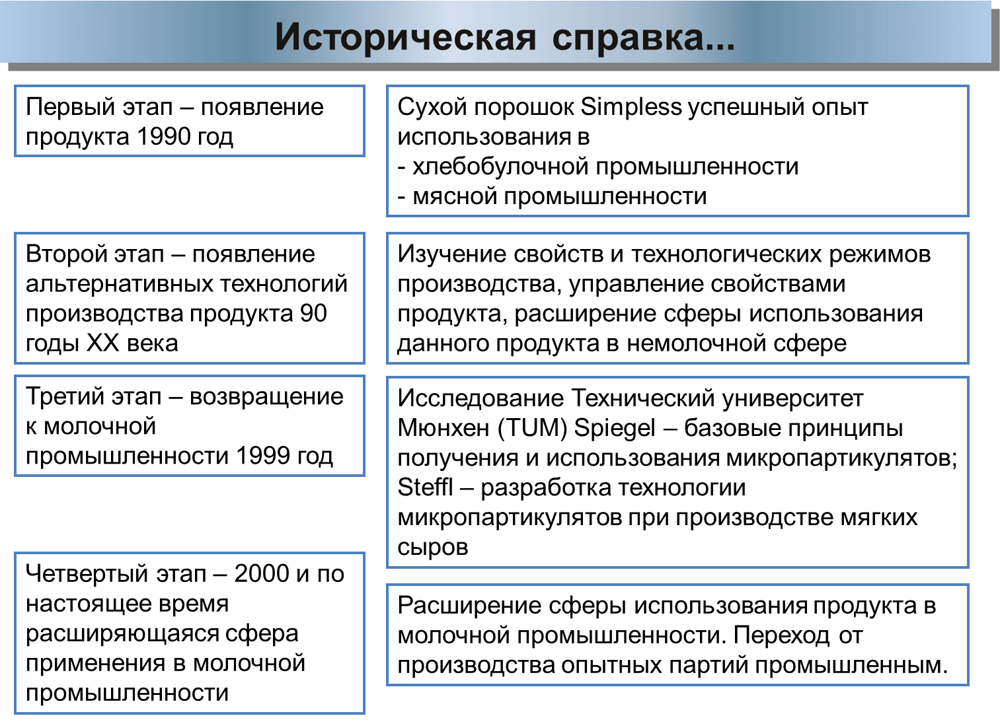 Историческая справка...
Первый этап – появление
продукта 1990 год
Сухой порошок Simpless успешный опыт
использования в
- хлебобулочной промышленности
- мясной промышленности
Второй этап – появление
альтернативных технологий
производства продукта 90
годы XX века
Изучение свойств и технологических режимов
производства, управление свойствами
продукта, расширение сферы использования
данного продукта в немолочной сфере
Третий этап – возвращение
к молочной
промышленности 1999 год
Исследование Технический университет
Мюнхен (TUM) Spiegel – базовые принципы
получения и использования микропартикулятов;
Steffl – разработка технологии
микропартикулятов при производстве мягких
сыров
Четвертый этап – 2000 и по
настоящее время
расширяющаяся сфера
применения в молочной
промышленности
Расширение сферы использования продукта в
молочной промышленности. Переход от
производства опытных партий промышленным.